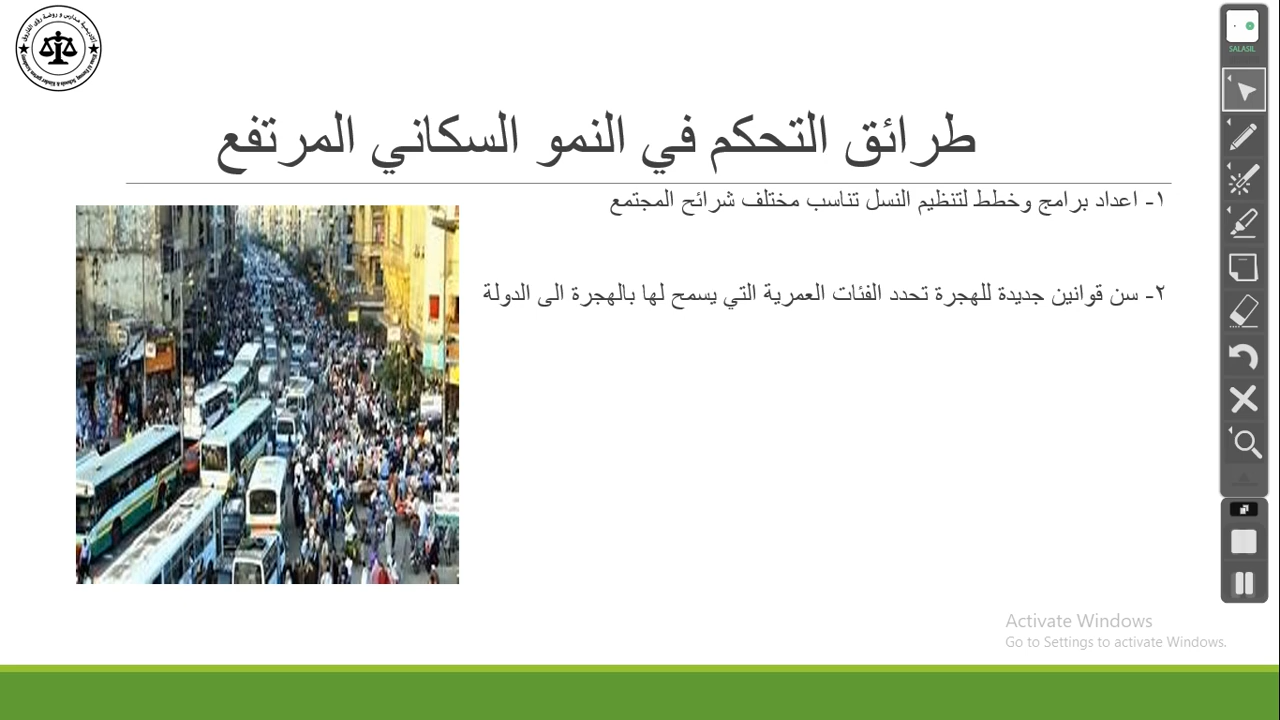 طرائق التحكم في النمو السكاني المرتفع
١- اعداد برامج وخطط لتنظيم النسل تناسب مختلف شرائح المجتمع
٢- سن قوانين جديدة للهجرة تحدد الفئات العمرية التي يسمح لها بالهجرة الى الدولة
SALASIL
Activate Windows
Go to Settings to activate Windows.